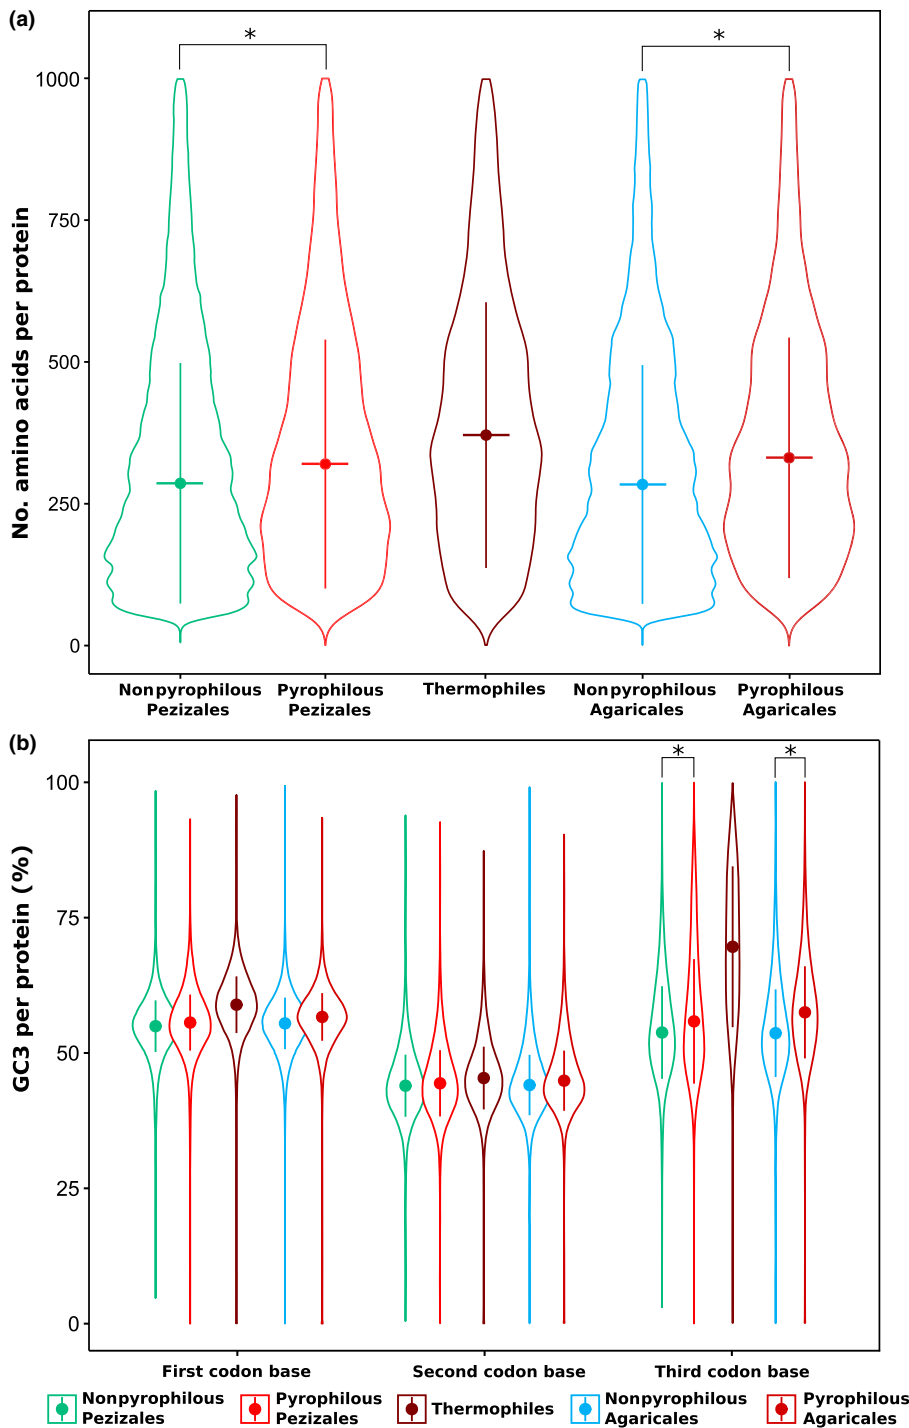 (a)
* *
1000
750
500
250
0
No. amino acids per protein
Nonpyrophilous
Pezizales
Pyrophilous
Pezizales
Thermophiles
Nonpyrophilous
Agaricales
Pyrophilous
Agaricales
(b)
* *
100
75
50
25
0
GC3 per protein (%)
First codon base
Second codon base
Third codon base
Nonpyrophilous
Pezizales
Pyrophilous
Pezizales
Thermophiles
Nonpyrophilous
Agaricales
Pyrophilous
Agaricales